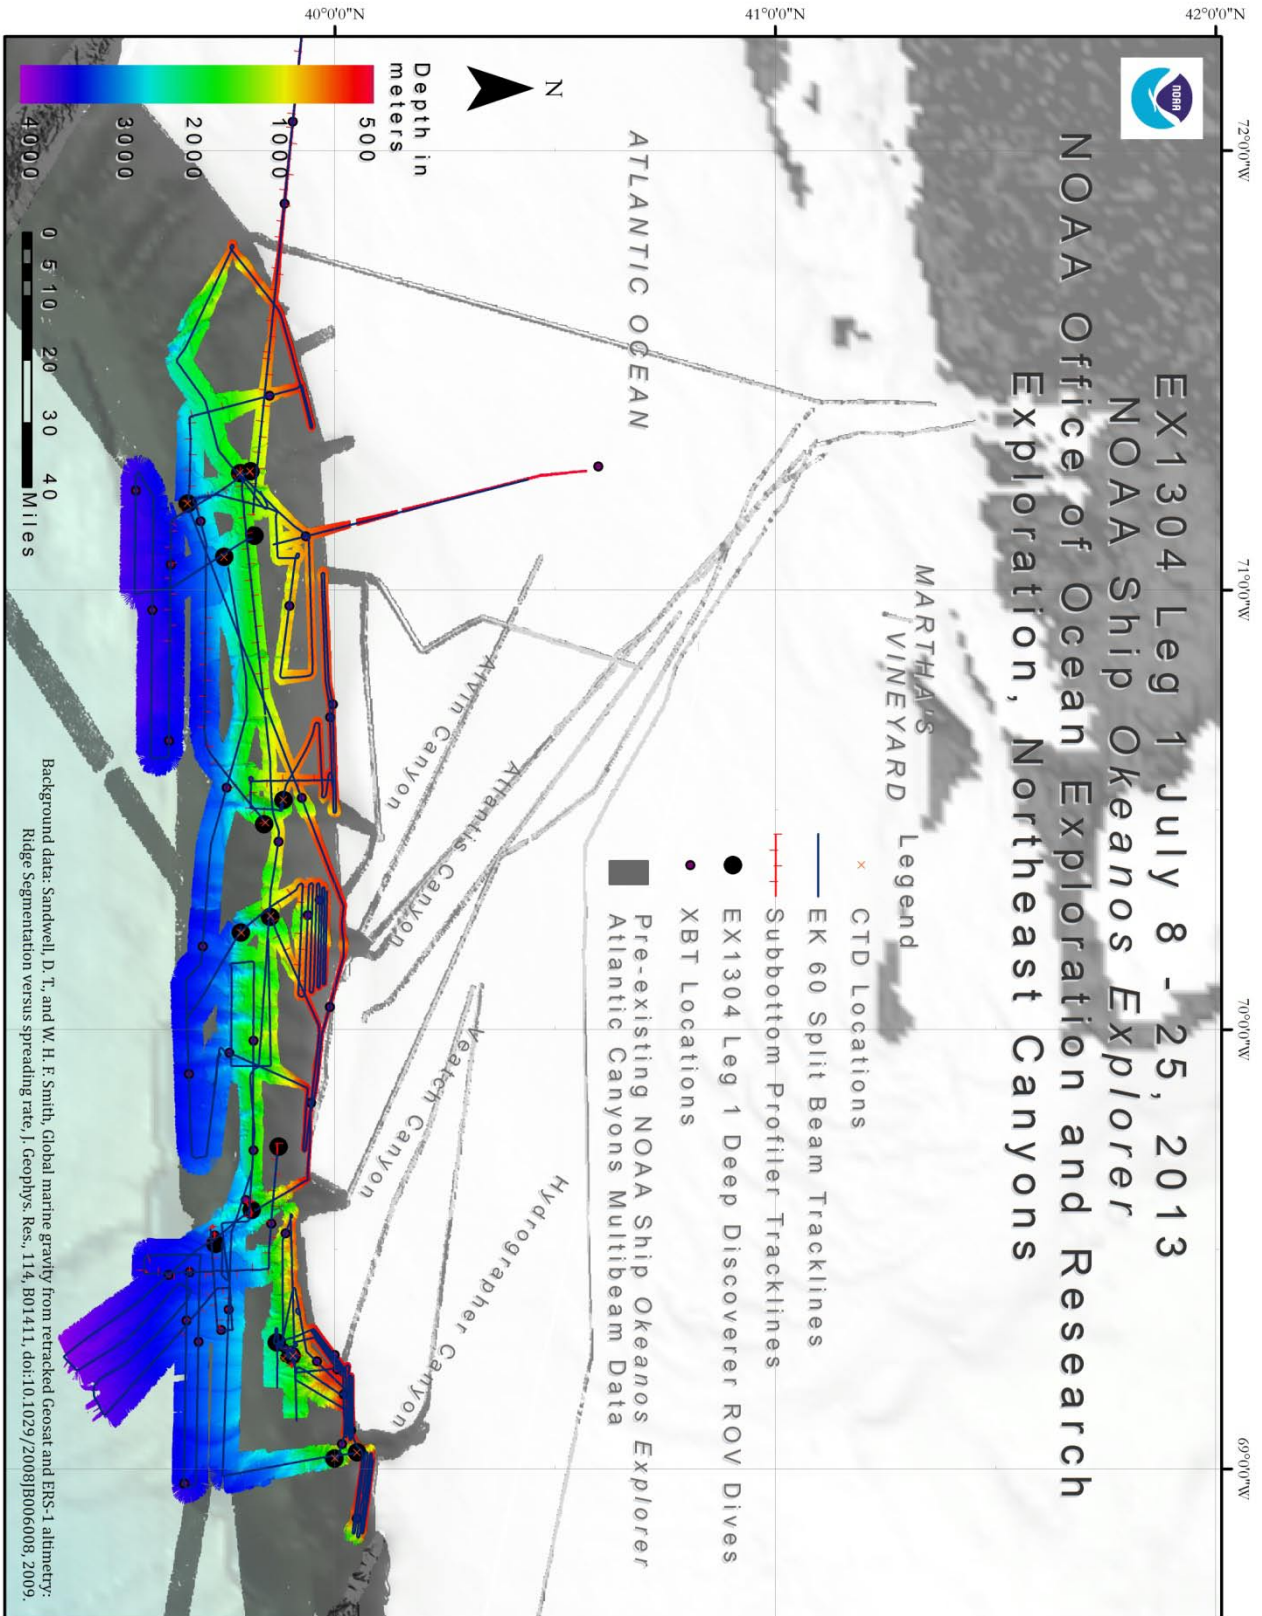 EX1304 Leg 1 July 8 - 25, 2013
NOAA Ship Okeanos Explorer
NOAA Office of Ocean Exploration and Research
Exploration, Northeast Canyons
NOAA
72°0'0"W
71°0'0"W
70°0'0"W
69°0'0"W
42°0'0"N
41°0'0"N
40°0'0"N
MARTHA'S
VINEYARD
ATLANTIC OCEAN
Legend
CTD Locations
EK 60 Split Beam Tracklines
Subbottom Profiler Tracklines
EX1304 Leg 1 Deep Discoverer ROV Dives
XBT Locations
Pre-existing NOAA Ship Okeanos Explorer
Atlantic Canyons Multibeam Data
N
Alvin Canyon
Atlantis Canyon
Veatch Canyon
Hydrographer Canyon
Depth in
meters
500
1000
2000
3000
4000
0 5 10 20 30 40
Miles
Background data: Sandwell, D. T., and W. H. F. Smith, Global marine gravity from retracked Geosat and ERS-1 altimetry:
Ridge Segmentation versus spreading rate, J. Geophys. Res., 114, B01411, doi:10.1029/2008JB006008, 2009.